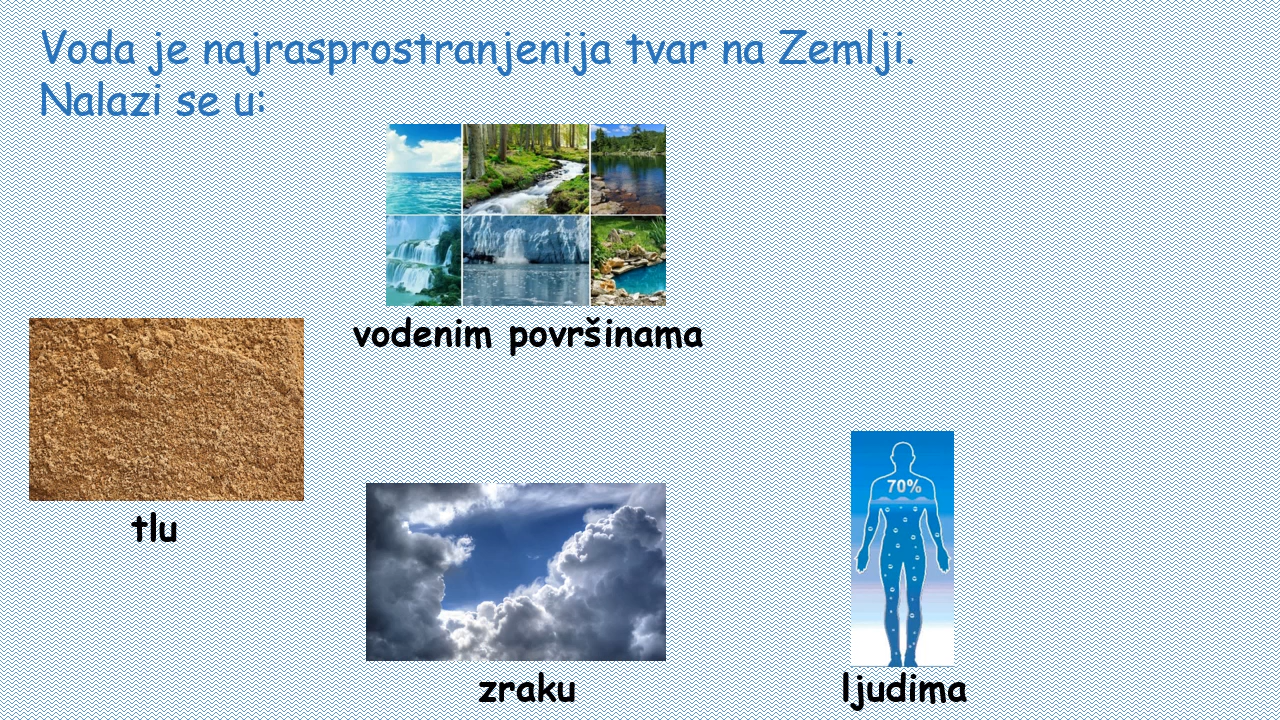 Voda je najrasprostranjenija tvar na Zemlji.
Nalazi se u:
vodenim površinama
tlu
70%
zraku
ljudima